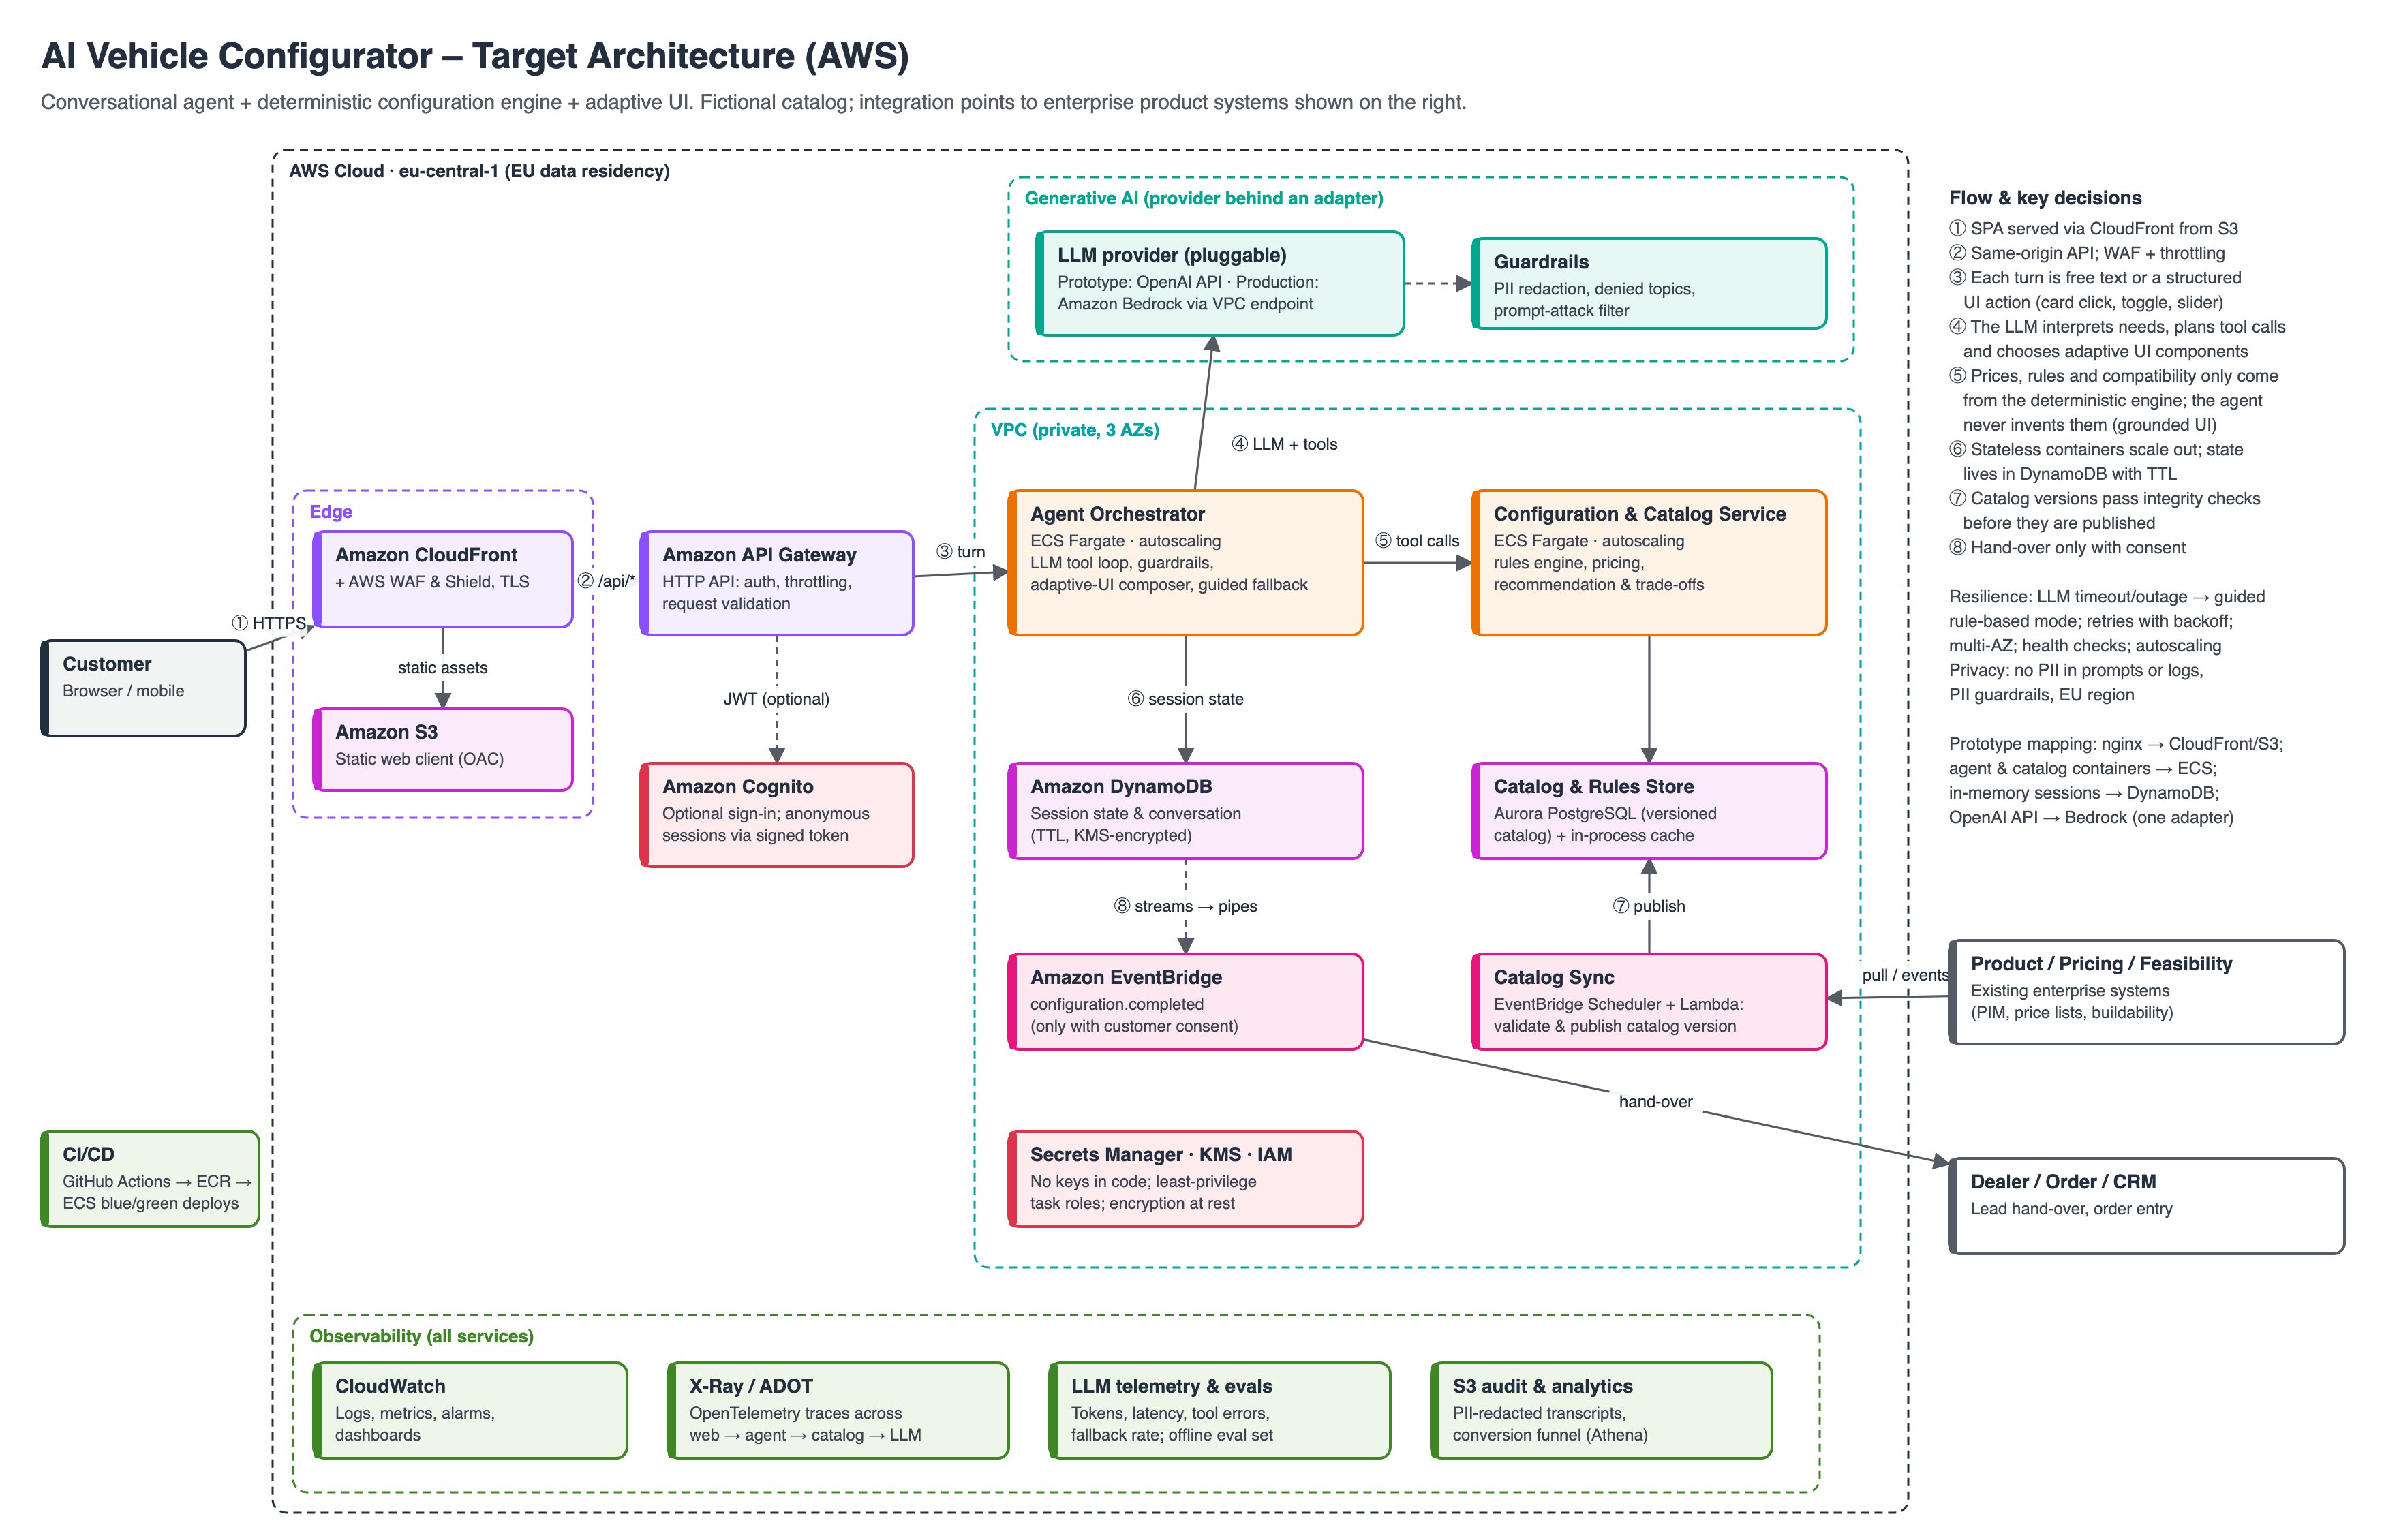 AI Vehicle Configurator – Target Architecture (AWS)
Conversational agent + deterministic configuration engine + adaptive UI. Fictional catalog; integration points to enterprise product systems shown on the right.
AWS Cloud · eu-central-1 (EU data residency)
Generative AI (provider behind an adapter)
LLM provider (pluggable)
Prototype: OpenAI API · Production:
Amazon Bedrock via VPC endpoint
Guardrails
PII redaction, denied topics,
prompt-attack filter
④ LLM + tools
VPC (private, 3 AZs)
Edge
Amazon CloudFront
+ AWS WAF & Shield, TLS
② /api/*
Amazon API Gateway
HTTP API: auth, throttling,
request validation
③ turn
Agent Orchestrator
ECS Fargate · autoscaling
LLM tool loop, guardrails,
adaptive-UI composer, guided fallback
⑤ tool calls
Configuration & Catalog Service
ECS Fargate · autoscaling
rules engine, pricing,
recommendation & trade-offs
① HTTPS
Customer
Browser / mobile
static assets
Amazon S3
Static web client (OAC)
JWT (optional)
Amazon Cognito
Optional sign-in; anonymous
sessions via signed token
⑥ session state
Amazon DynamoDB
Session state & conversation
(TTL, KMS-encrypted)
Catalog & Rules Store
Aurora PostgreSQL (versioned
catalog) + in-process cache
⑧ streams → pipes
⑦ publish
Amazon EventBridge
configuration.completed
(only with customer consent)
Catalog Sync
EventBridge Scheduler + Lambda:
validate & publish catalog version
pull / events
Product / Pricing / Feasibility
Existing enterprise systems
(PIM, price lists, buildability)
hand-over
Dealer / Order / CRM
Lead hand-over, order entry
CI/CD
GitHub Actions → ECR →
ECS blue/green deploys
Secrets Manager · KMS · IAM
No keys in code; least-privilege
task roles; encryption at rest
Observability (all services)
CloudWatch
Logs, metrics, alarms,
dashboards
X-Ray / ADOT
OpenTelemetry traces across
web → agent → catalog → LLM
LLM telemetry & evals
Tokens, latency, tool errors,
fallback rate; offline eval set
S3 audit & analytics
PII-redacted transcripts,
conversion funnel (Athena)
Flow & key decisions
① SPA served via CloudFront from S3
② Same-origin API; WAF + throttling
③ Each turn is free text or a structured
UI action (card click, toggle, slider)
④ The LLM interprets needs, plans tool calls
and chooses adaptive UI components
⑤ Prices, rules and compatibility only come
from the deterministic engine; the agent
never invents them (grounded UI)
⑥ Stateless containers scale out; state
lives in DynamoDB with TTL
⑦ Catalog versions pass integrity checks
before they are published
⑧ Hand-over only with consent
Resilience: LLM timeout/outage → guided
rule-based mode; retries with backoff;
multi-AZ; health checks; autoscaling
Privacy: no PII in prompts or logs,
PII guardrails, EU region
Prototype mapping: nginx → CloudFront/S3;
agent & catalog containers → ECS;
in-memory sessions → DynamoDB;
OpenAI API → Bedrock (one adapter)